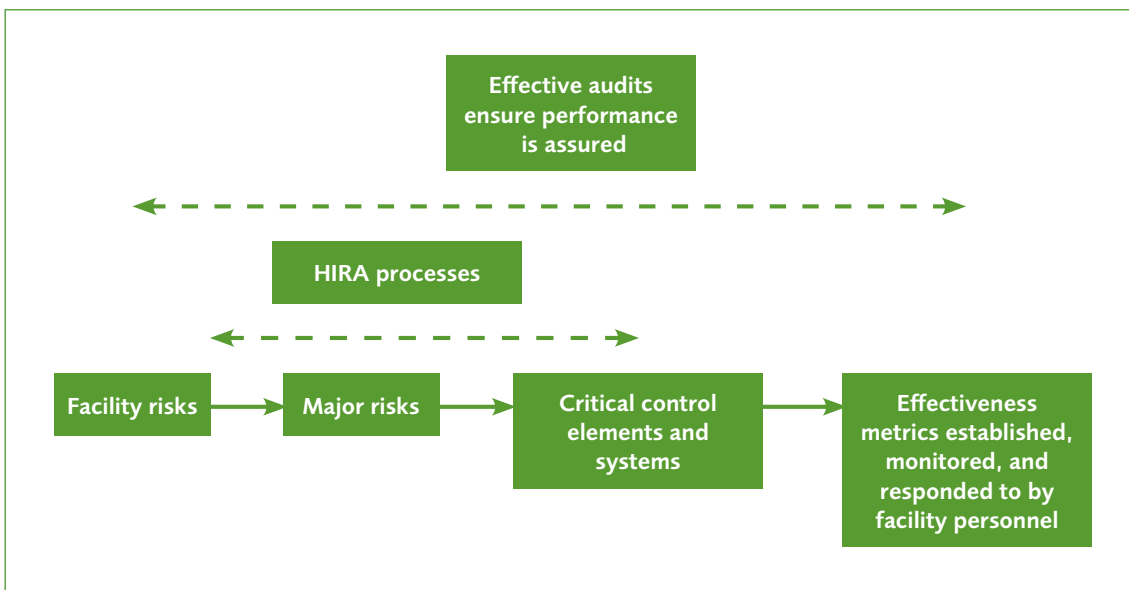 Effective audits
ensure performance
is assured
HIRA processes
Facility risks
Major risks
Critical control
elements and
systems
Effectiveness
metrics established,
monitored, and
responded to by
facility personnel